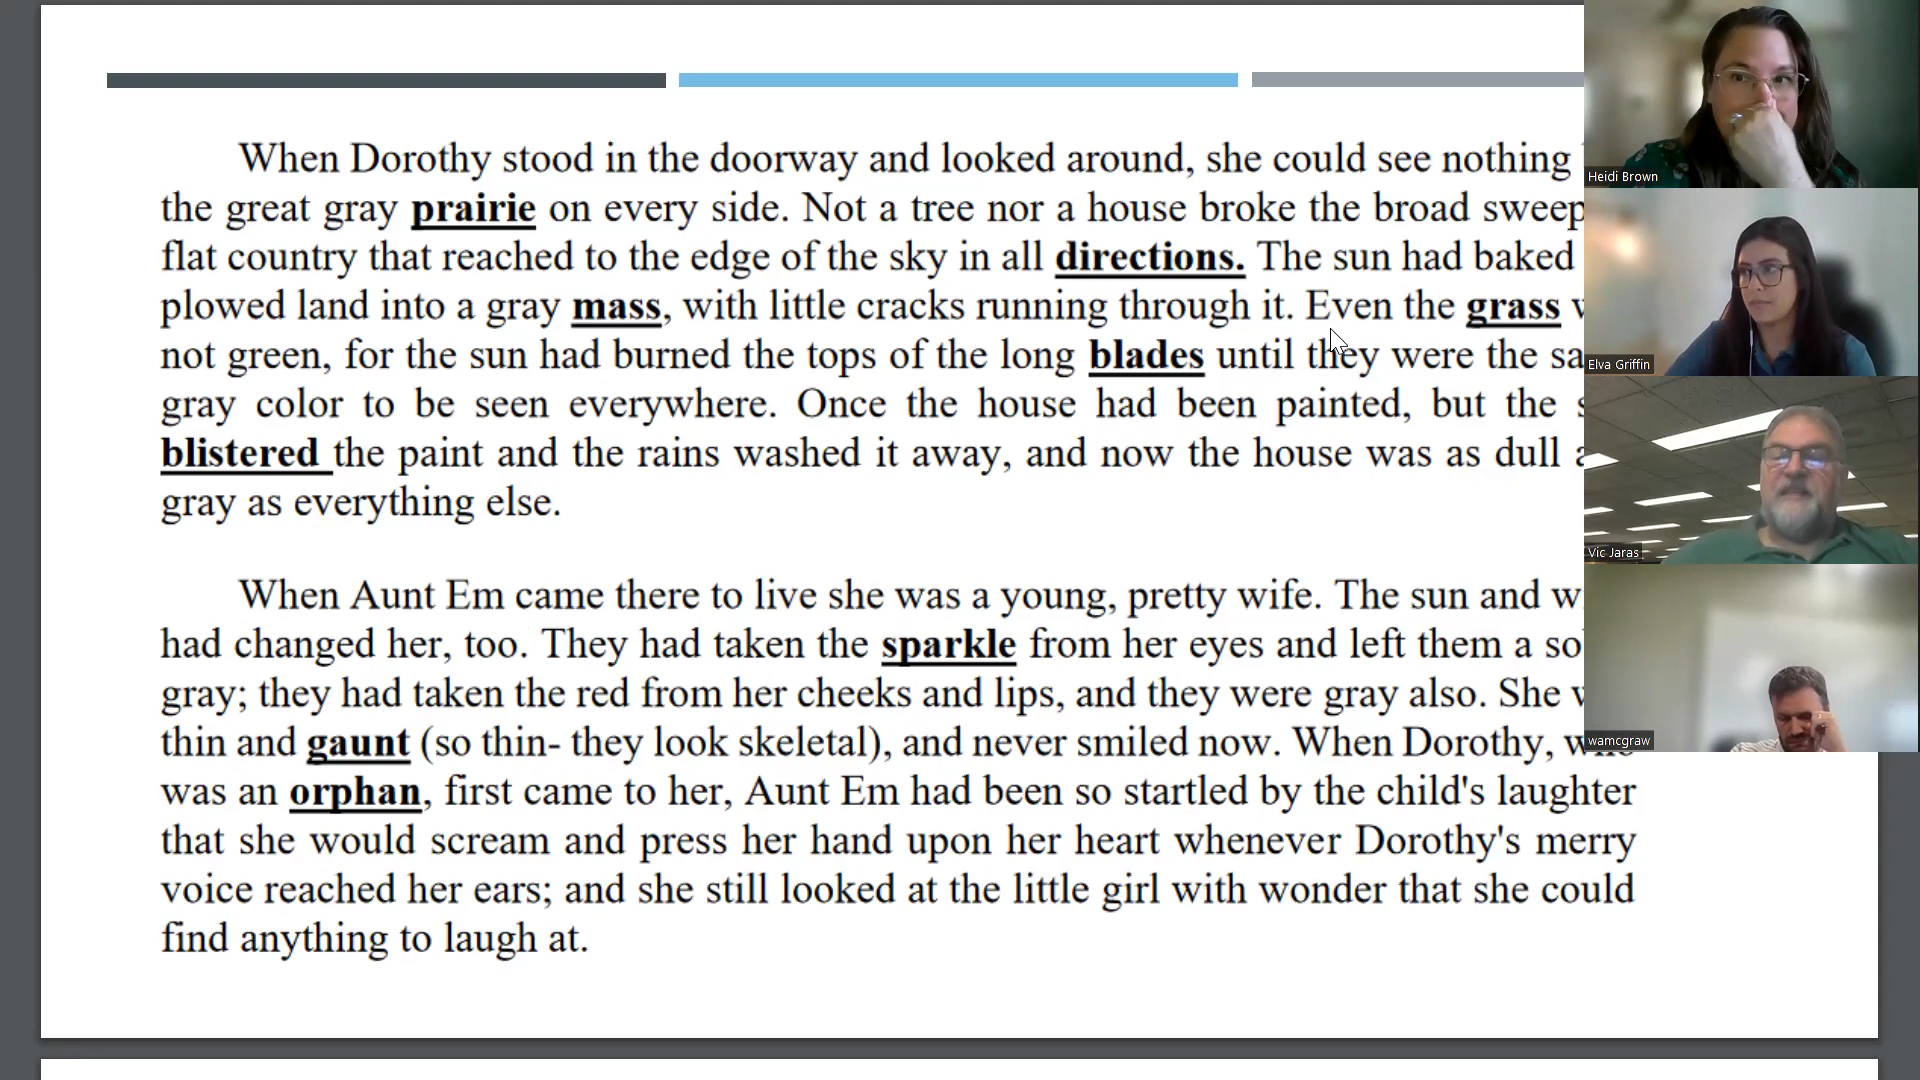 When Dorothy stood in the doorway and looked around, she could see nothing
the great gray prairie on every side. Not a tree nor a house broke the broad sweep
flat country that reached to the edge of the sky in all directions. The sun had baked
plowed land into a gray mass, with little cracks running through it. Even the grass
not green, for the sun had burned the tops of the long blades until they were the
gray color to be seen everywhere. Once the house had been painted, but the
blistered the paint and the rains washed it away, and now the house was as dull
gray as everything else.
When Aunt Em came there to live she was a young, pretty wife. The sun and
had changed her, too. They had taken the sparkle from her eyes and left them a
gray; they had taken the red from her cheeks and lips, and they were gray also. She
thin and gaunt (so thin- they look skeletal), and never smiled now. When Dorothy, who
was an orphan, first came to her, Aunt Em had been so startled by the child's laughter
that she would scream and press her hand upon her heart whenever Dorothy's merry
voice reached her ears; and she still looked at the little girl with wonder that she could
find anything to laugh at.
Heidi Brown
Elva Griffin
Vic Jaras
wamcgraw